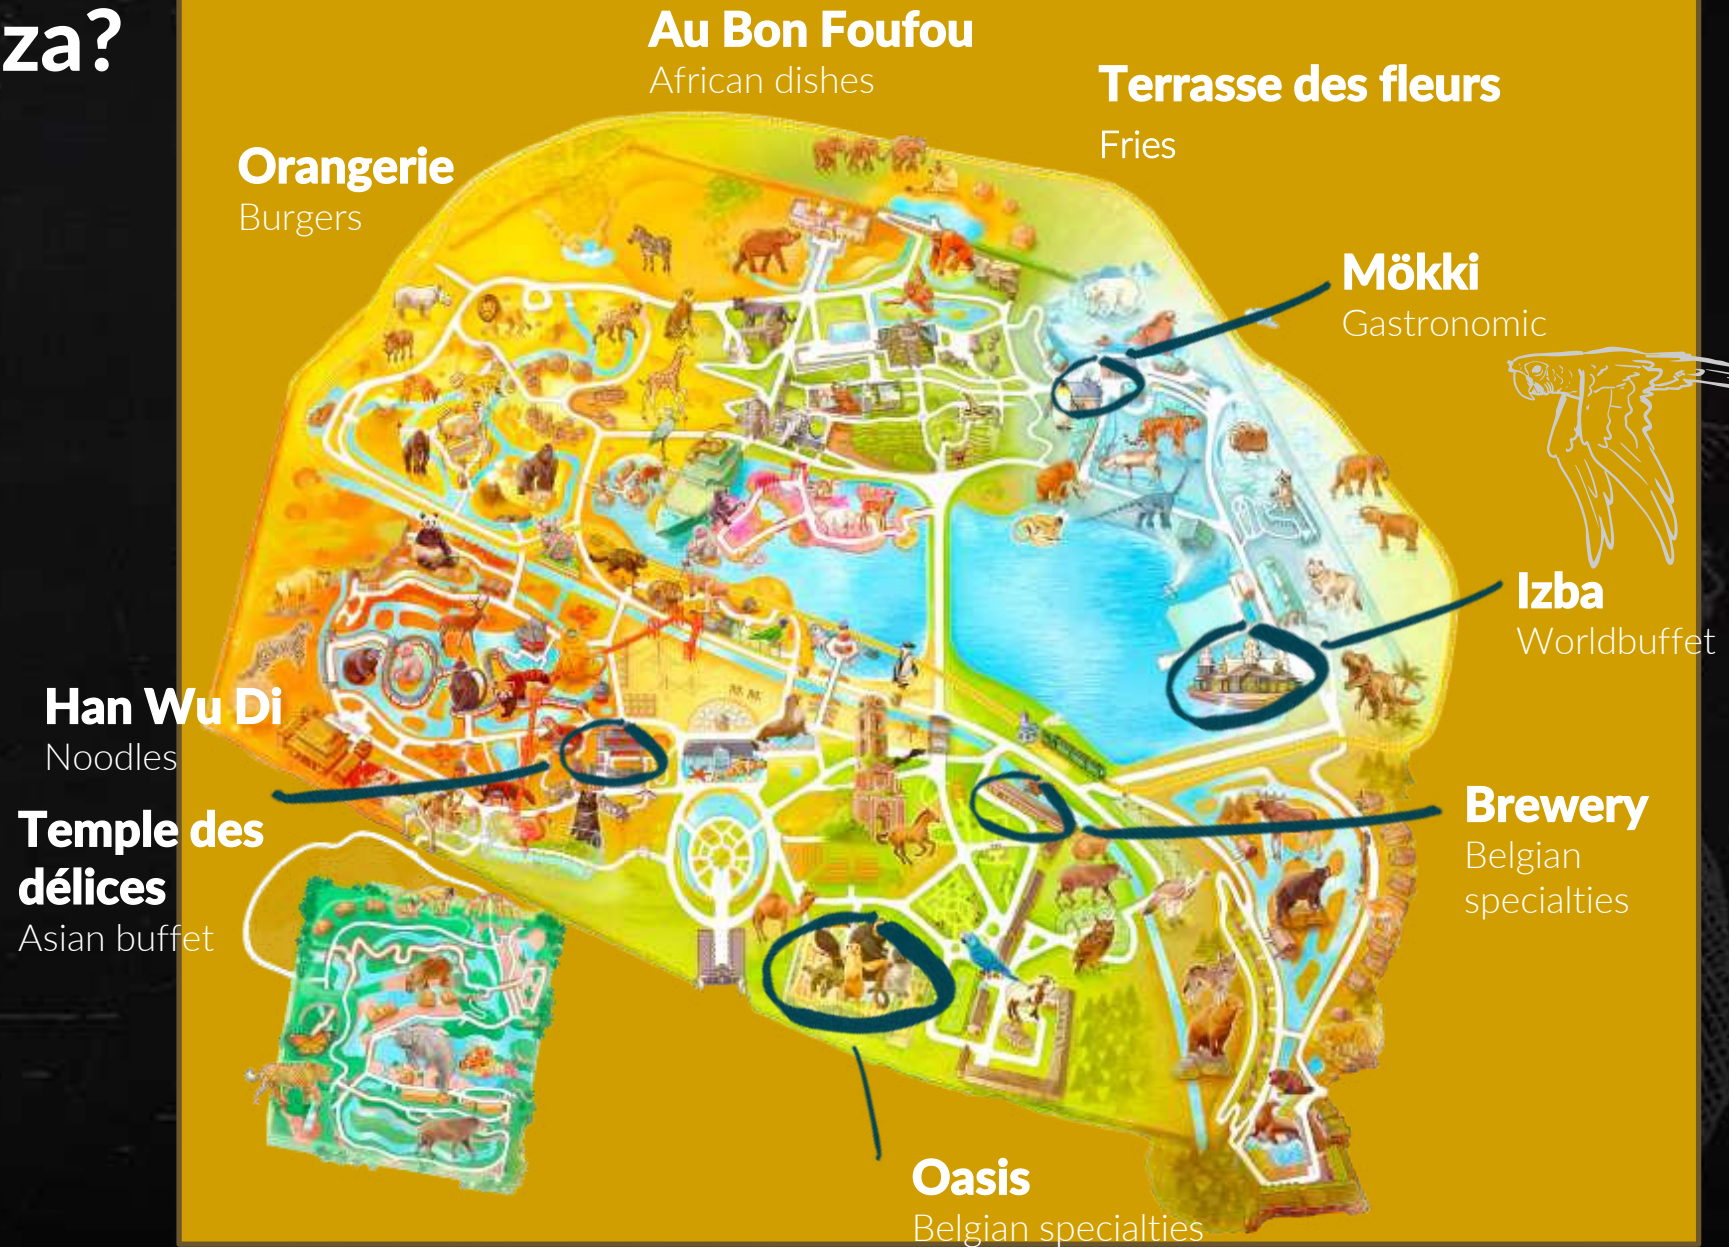 za?
Au Bon Foufou
African dishes
Terrasse des fleurs
Fries
Orangerie
Burgers
Mökki
Gastronomic
Izba
Worldbuffet
Han Wu Di
Noodles
Temple des
délices
Asian buffet
Brewery
Belgian
specialties
Oasis
Belgian specialties